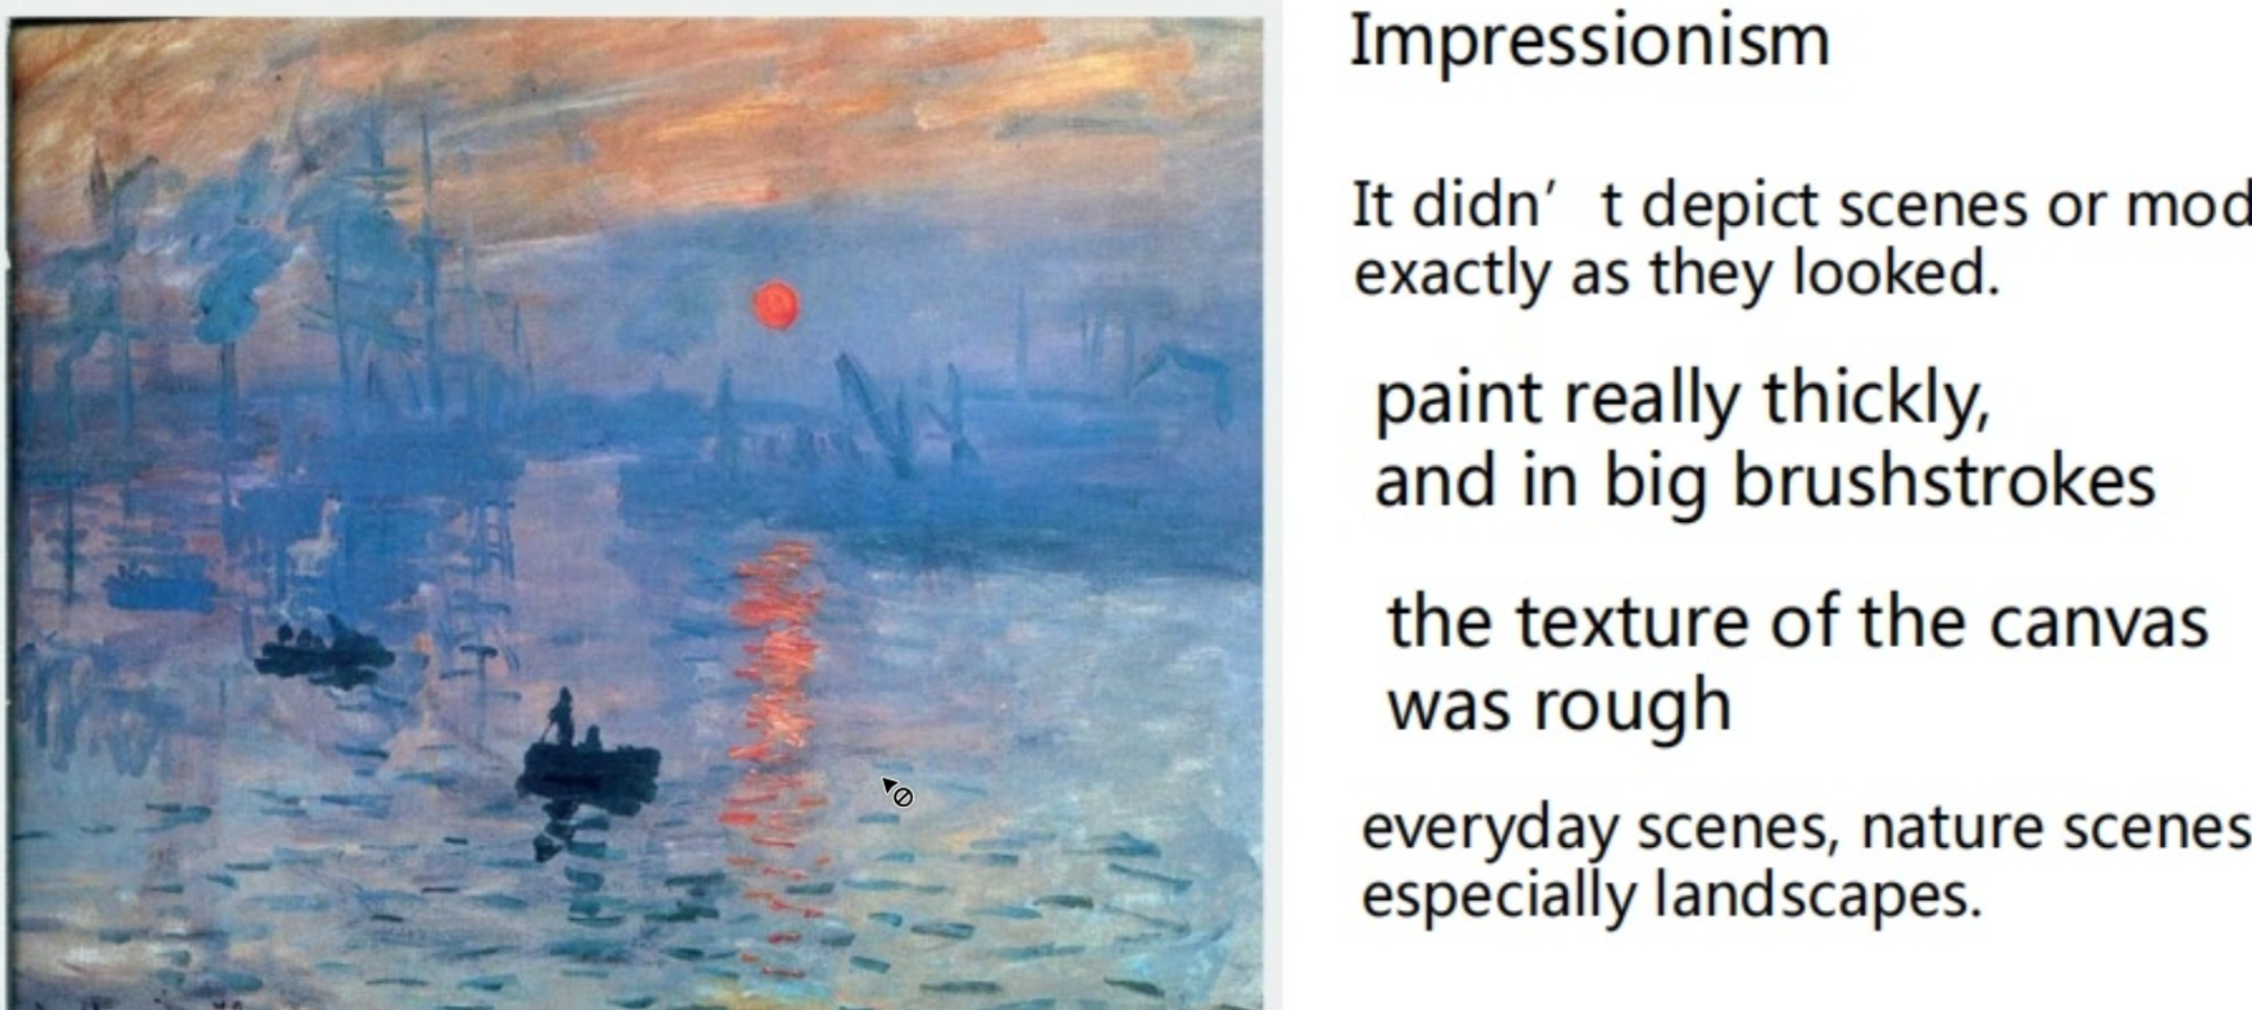 Impressionism
It didn’t depict scenes or mod
exactly as they looked.
paint really thickly,
and in big brushstrokes
the texture of the canvas
was rough
everyday scenes, nature scenes
especially landscapes.